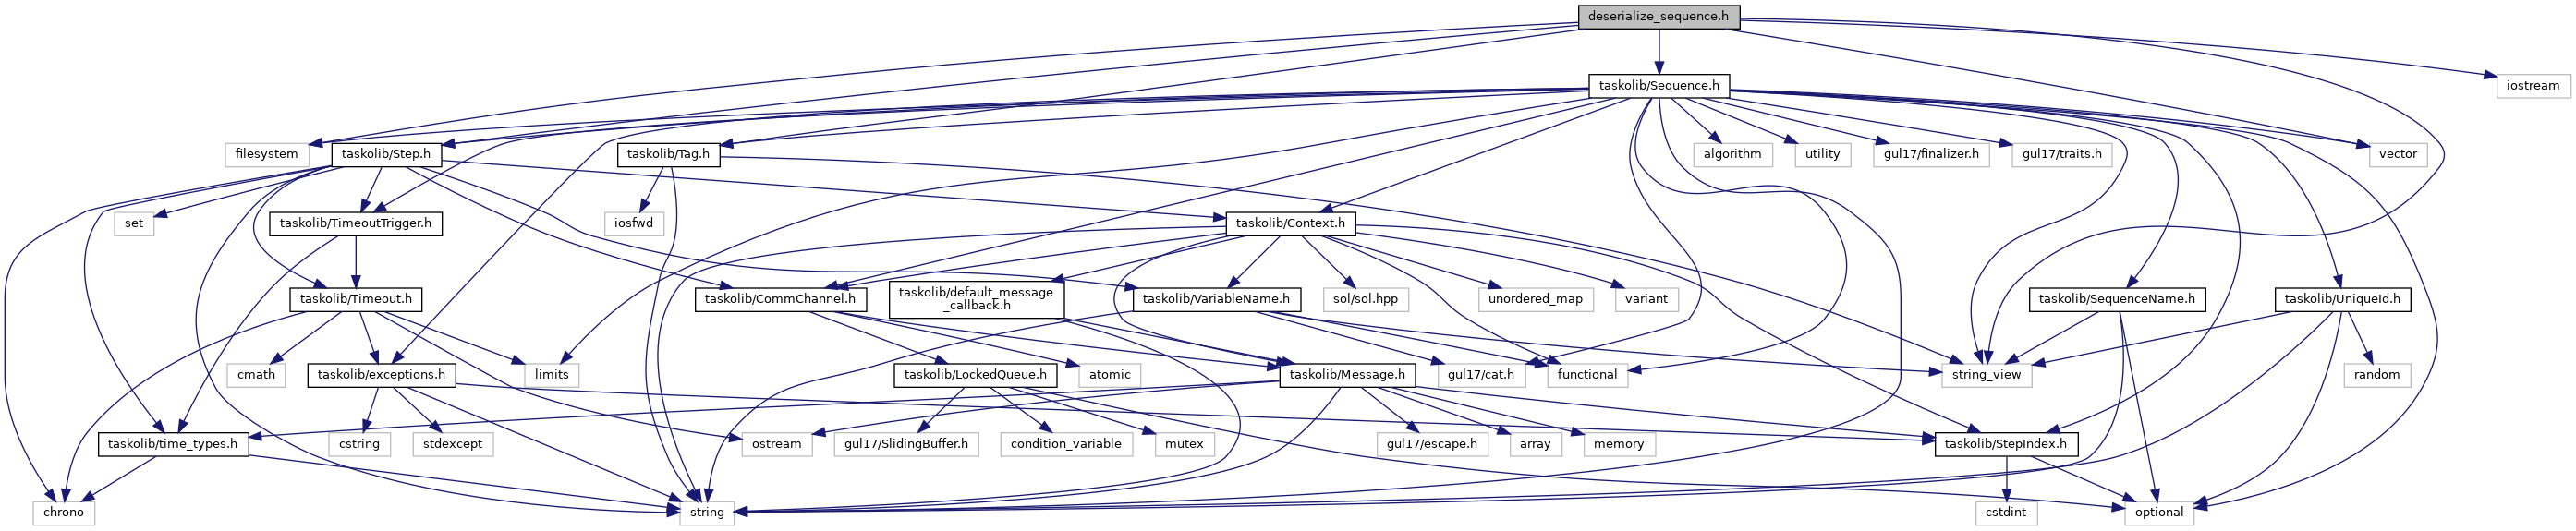 deserialize_sequence.h
taskolib/Sequence.h
iostream
filesystem
taskolib/Step.h
taskolib/Tag.h
algorithm
utility
gul17/finalizer.h
gul17/traits.h
vector
set
taskolib/TimeoutTrigger.h
iosfwd
taskolib/Context.h
taskolib/Timeout.h
taskolib/CommChannel.h
taskolib/default_message
_callback.h
taskolib/VariableName.h
sol/sol.hpp
unordered_map
variant
taskolib/SequenceName.h
taskolib/UniqueId.h
cmath
taskolib/exceptions.h
limits
taskolib/LockedQueue.h
atomic
taskolib/Message.h
gul17/cat.h
functional
string_view
random
taskolib/time_types.h
cstring
stdexcept
ostream
gul17/SlidingBuffer.h
condition_variable
mutex
gul17/escape.h
array
memory
taskolib/StepIndex.h
chrono
string
cstdint
optional